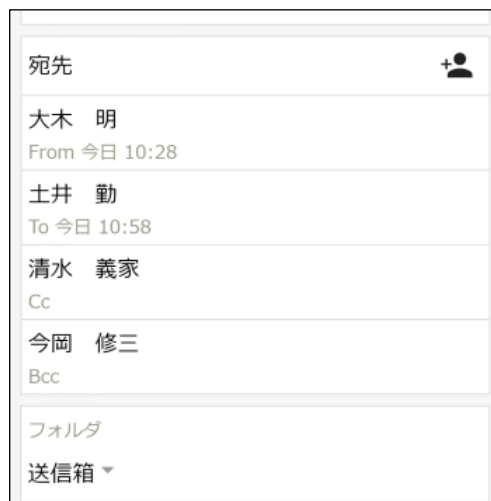 宛先
大木　明
From 今日 10:28
土井　勤
To 今日 10:58
清水　義家
Cc
今岡　修三
Bcc
フォルダ
送信箱